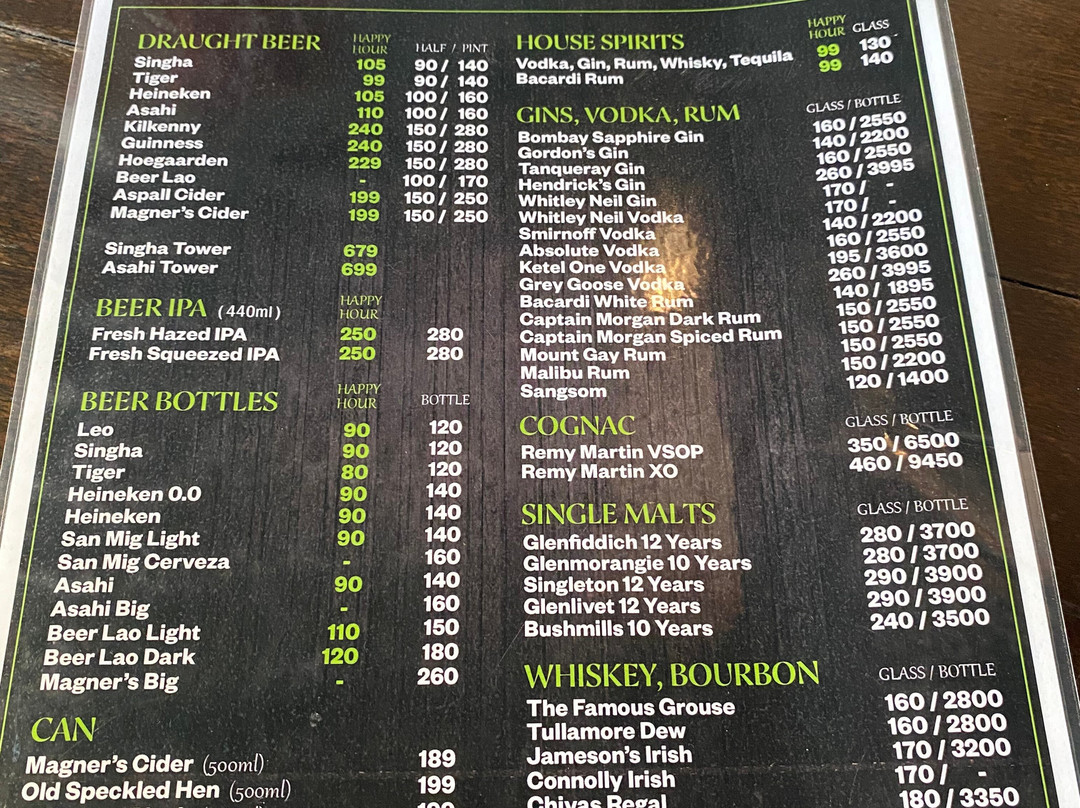 DRAUGHT BEER HAPPY HOUR HALF / PINT
Singha 105 90 / 140
Tiger 99 90 / 140
Heineken 105 100 / 160
Asahi 110 100 / 160
Kilkenny 240 150 / 280
Guinness 240 150 / 280
Hoegaarden 229 150 / 280
Beer Lao - 100 / 170
Aspall Cider 199 150 / 250
Magner's Cider 199 150 / 250
Singha Tower 679
Asahi Tower 699
BEER IPA (440ml) HAPPY HOUR
Fresh Hazed IPA 250 280
Fresh Squeezed IPA 250 280
BEER BOTTLES HAPPY HOUR BOTTLE
Leo 90 120
Singha 90 120
Tiger 80 120
Heineken 0.0 90 140
Heineken 90 140
San Mig Light 90 140
San Mig Cerveza - 160
Asahi 90 140
Asahi Big - 160
Beer Lao Light 110 150
Beer Lao Dark 120 180
Magner's Big - 260
CAN
Magner's Cider (500ml) 189
Old Speckled Hen (500ml) 199
HOUSE SPIRITS HAPPY HOUR GLASS
Vodka, Gin, Rum, Whisky, Tequila 99 130
Bacardi Rum 99 140
GINS, VODKA, RUM GLASS / BOTTLE
Bombay Sapphire Gin 160 / 2550
Gordon's Gin 140 / 2200
Tanqueray Gin 160 / 2550
Hendrick's Gin 260 / 3995
Whitley Neil Gin 170 / -
Whitley Neil Vodka 170 / -
Smirnoff Vodka 140 / 2200
Absolute Vodka 160 / 2550
Ketel One Vodka 195 / 3600
Grey Goose Vodka 260 / 3995
Bacardi White Rum 140 / 1895
Captain Morgan Dark Rum 150 / 2550
Captain Morgan Spiced Rum 150 / 2550
Mount Gay Rum 150 / 2550
Malibu Rum 150 / 2200
Sangsom 120 / 1400
COGNAC GLASS / BOTTLE
Remy Martin VSOP 350 / 6500
Remy Martin XO 460 / 9450
SINGLE MALTS GLASS / BOTTLE
Glenfiddich 12 Years 280 / 3700
Glenmorangie 10 Years 280 / 3700
Singleton 12 Years 290 / 3900
Glenlivet 12 Years 290 / 3900
Bushmills 10 Years 240 / 3500
WHISKEY, BOURBON GLASS / BOTTLE
The Famous Grouse 160 / 2800
Tullamore Dew 160 / 2800
Jameson's Irish 170 / 3200
Connolly Irish 170 / -
Chivas Regal 180 / 3350